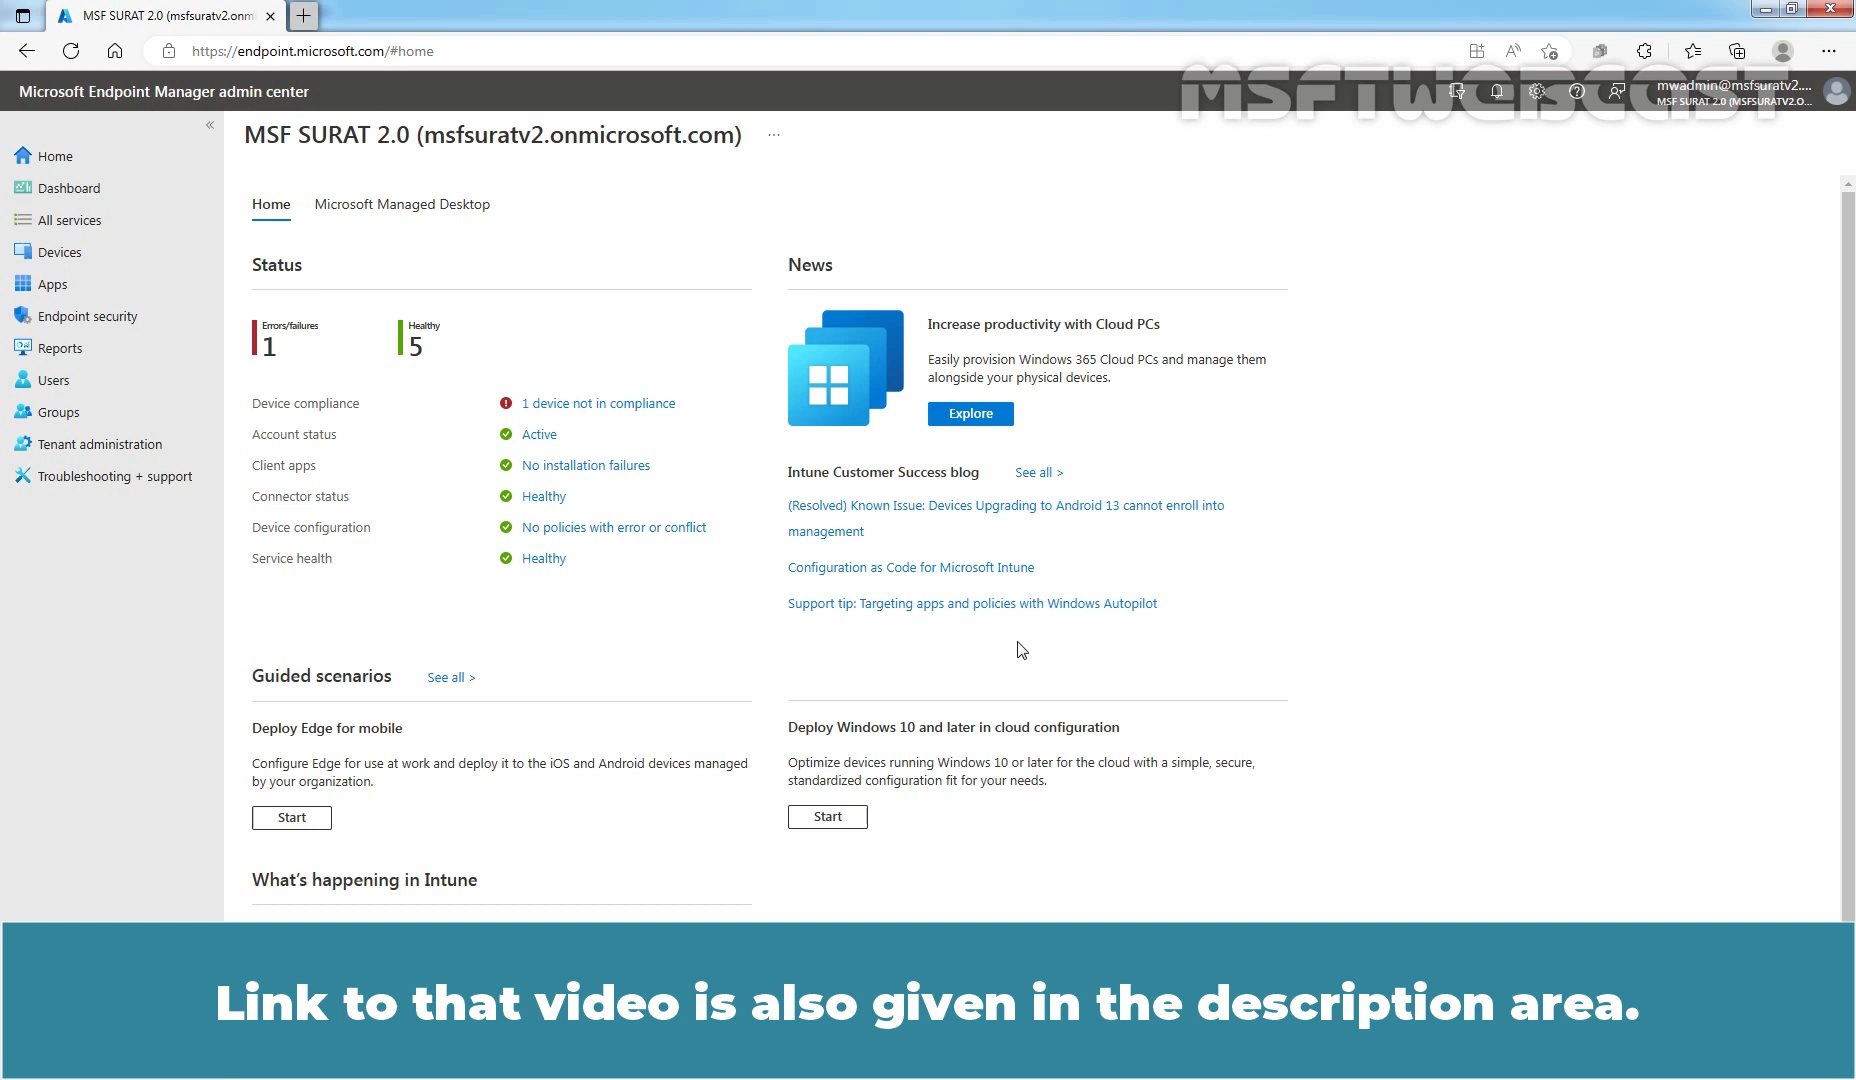 MSF SURAT 2.0 (msfsuratv2.onm
https://endpoint.microsoft.com/#home
MSFTWEBCAST
Microsoft Endpoint Manager admin center
mwadmin@msfsuratv2....
MSF SURAT 2.0 (MSFSURATV2.O...
MSF SURAT 2.0 (msfsuratv2.onmicrosoft.com) ...
Home
Dashboard
All services
Devices
Apps
Endpoint security
Reports
Users
Groups
Tenant administration
Troubleshooting + support
Home Microsoft Managed Desktop
Status
Errors/failures
1
Healthy
5
Device compliance 1 device not in compliance
Account status Active
Client apps No installation failures
Connector status Healthy
Device configuration No policies with error or conflict
Service health Healthy
News
Increase productivity with Cloud PCs
Easily provision Windows 365 Cloud PCs and manage them
alongside your physical devices.
Explore
Intune Customer Success blog See all >
(Resolved) Known Issue: Devices Upgrading to Android 13 cannot enroll into
management
Configuration as Code for Microsoft Intune
Support tip: Targeting apps and policies with Windows Autopilot
Guided scenarios See all >
Deploy Edge for mobile
Configure Edge for use at work and deploy it to the iOS and Android devices managed
by your organization.
Start
Deploy Windows 10 and later in cloud configuration
Optimize devices running Windows 10 or later for the cloud with a simple, secure,
standardized configuration fit for your needs.
Start
What's happening in Intune
Link to that video is also given in the description area.